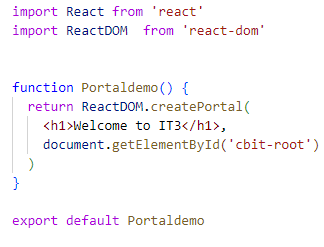 import React from 'react'
import ReactDOM  from 'react-dom'
function Portaldemo() {
return ReactDOM.createPortal(
<h1>Welcome to IT3</h1>,
document.getElementById('cbit-root')
)
}
export default Portaldemo